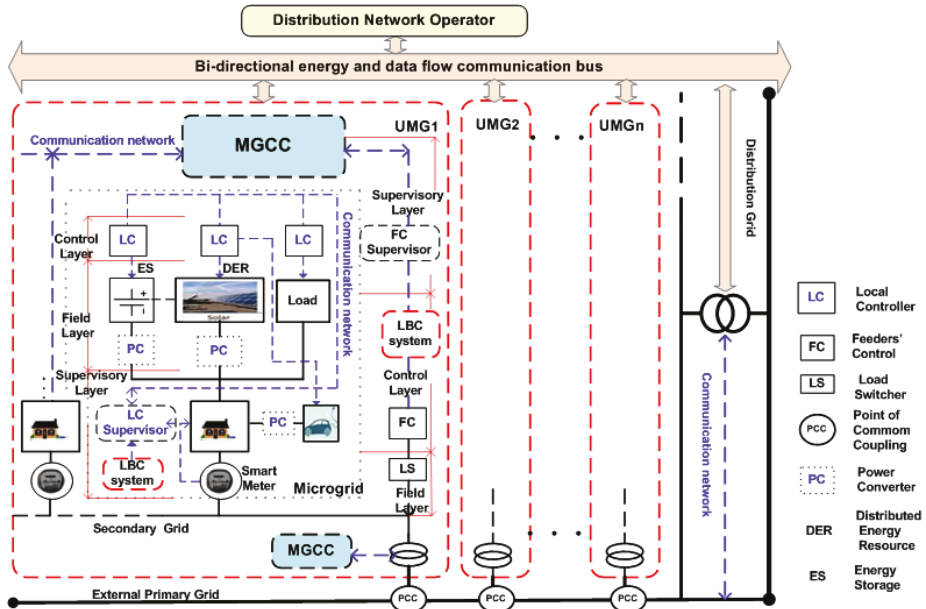 Distribution Network Operator
Bi-directional energy and data flow communication bus
UMG1
UMG2
UMGn
Communication network
MGCC
Supervisory
Layer
FC
Supervisor
Control
Layer
LC
LC
LC
Communication network
ES
DER
Solar
Load
Field
Layer
PC
PC
LBC
system
Control
Layer
Supervisory
Layer
LC
Supervisor
PC
FC
LBC
system
Smart
Meter
LS
Microgrid
Field
Layer
Secondary Grid
MGCC
External Primary Grid
PCC
PCC
PCC
Distribution Grid
Communication network
LC
Local
Controller
FC
Feeders'
Control
LS
Load
Switcher
PCC
Point of
Commom
Coupling
PC
Power
Converter
DER
Distributed
Energy
Resource
ES
Energy
Storage